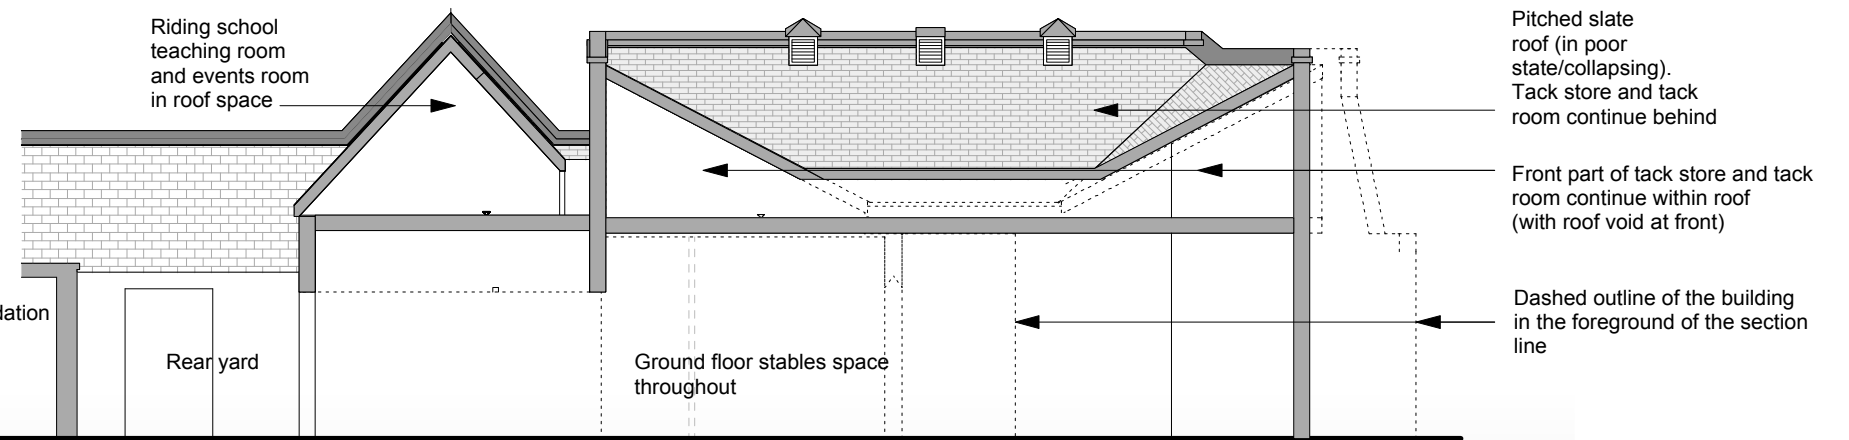 Riding school
teaching room
and events room
in roof space
Pitched slate
roof (in poor
state/collapsing).
Tack store and tack
room continue behind
Front part of tack store and tack
room continue within roof
(with roof void at front)
Dashed outline of the building
in the foreground of the section
line
dation
Rear yard
Ground floor stables space
throughout